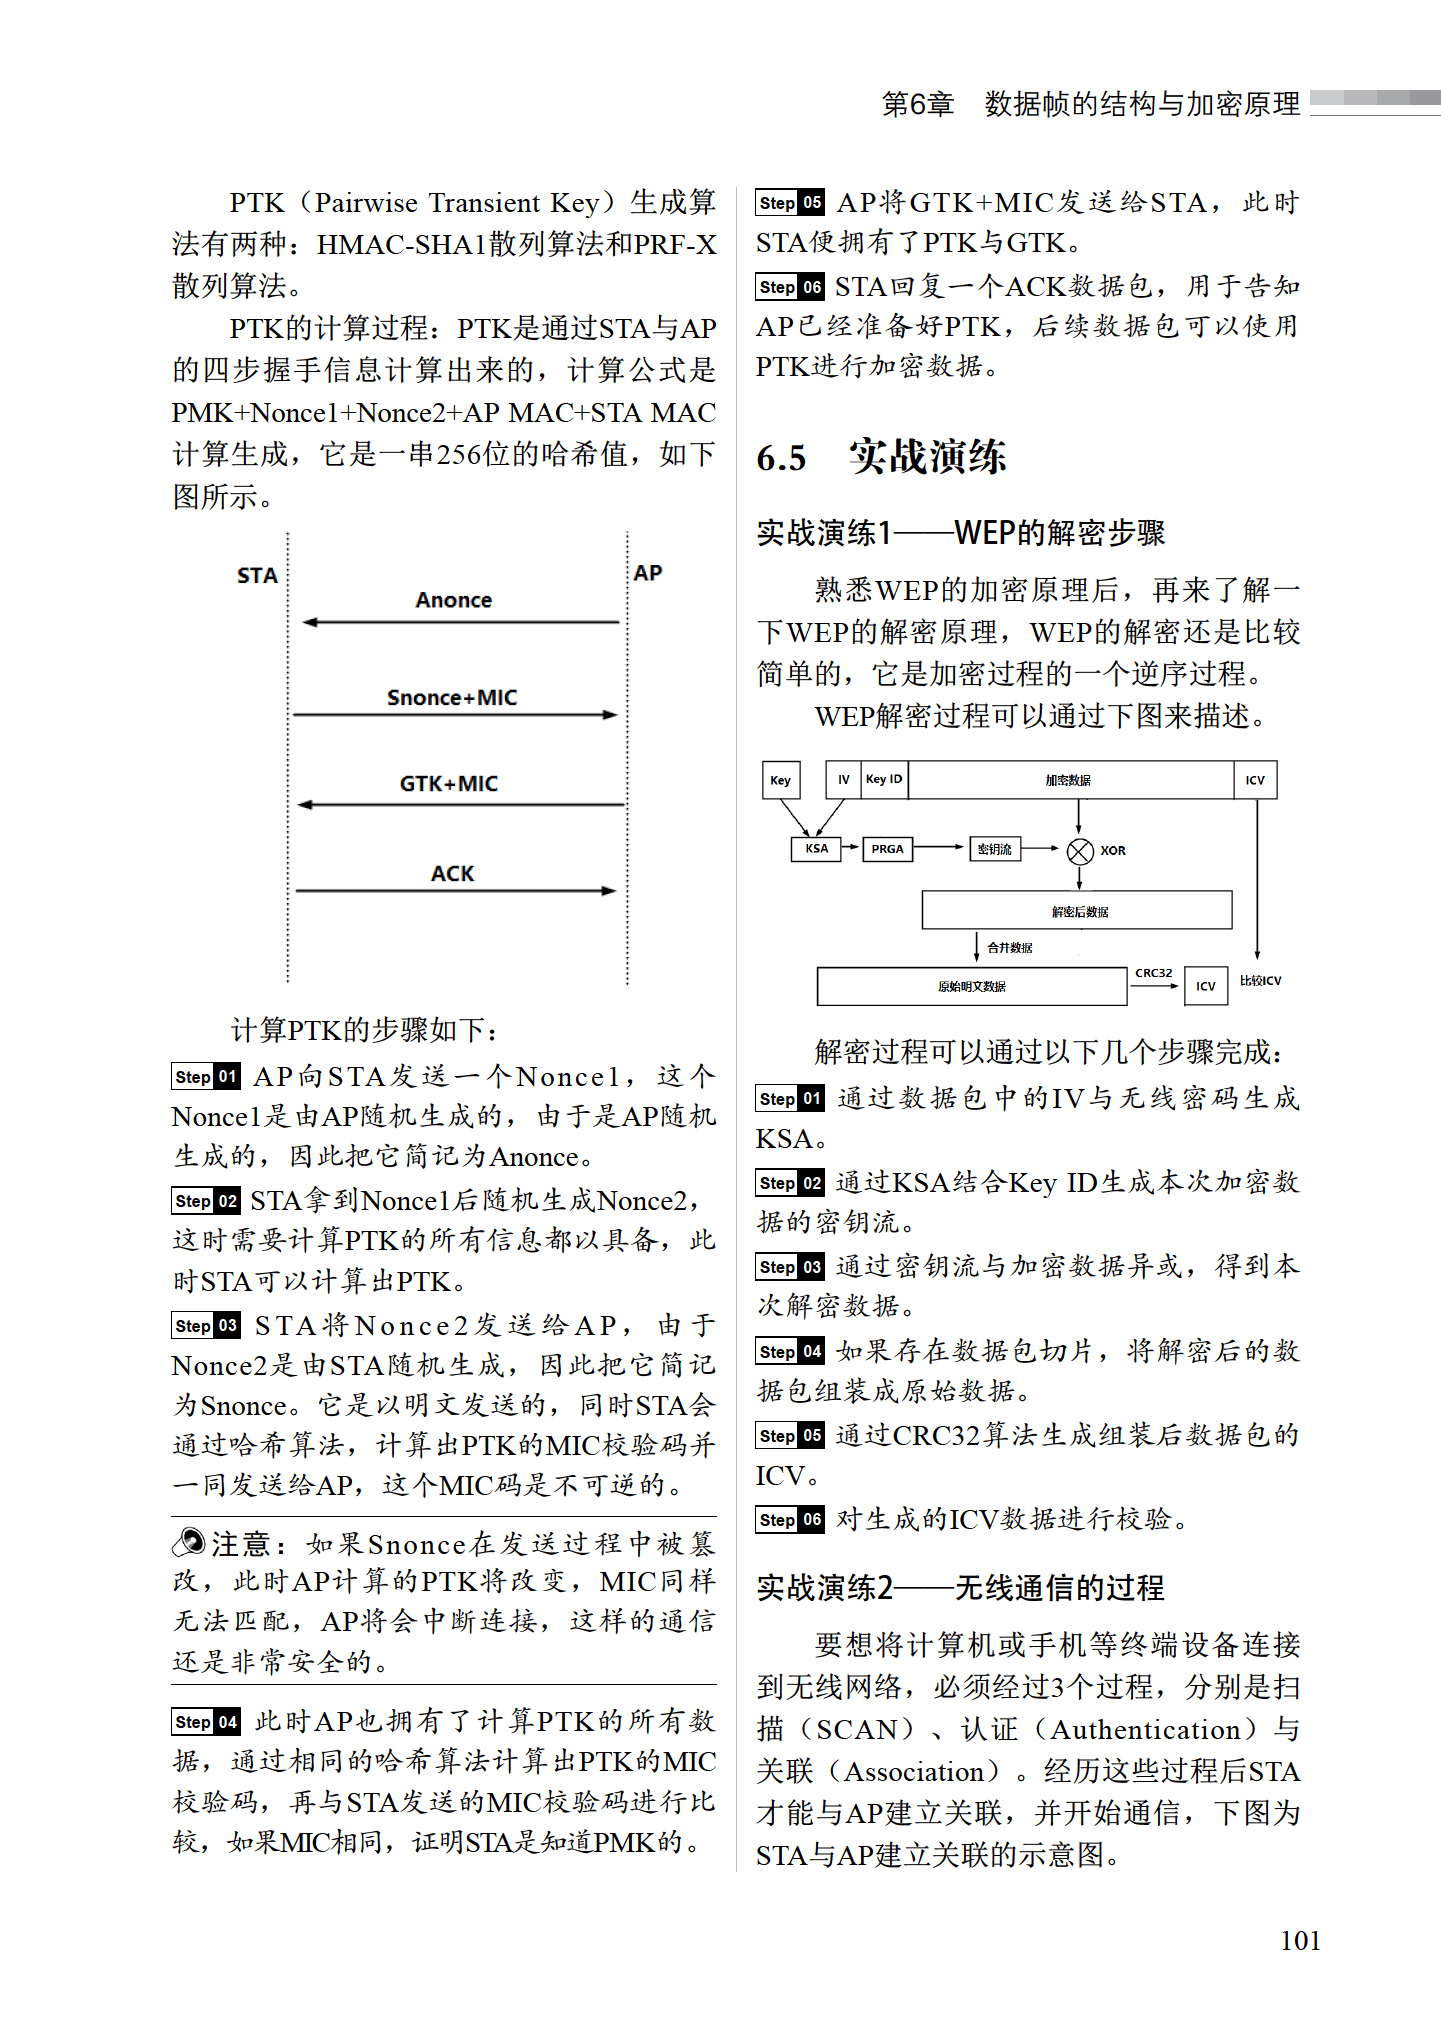 第6章 数据帧的结构与加密原理
PTK（Pairwise Transient Key）生成算
法有两种：HMAC-SHA1散列算法和PRF-X
散列算法。
PTK的计算过程：PTK是通过STA与AP
的四步握手信息计算出来的，计算公式是
PMK+Nonce1+Nonce2+AP MAC+STA MAC
计算生成，它是一串256位的哈希值，如下
图所示。
STA
AP
Anonce
Snonce+MIC
GTK+MIC
ACK
计算PTK的步骤如下：
Step 01 AP向STA发送一个Nonce1，这个
Nonce1是由AP随机生成的，由于是AP随机
生成的，因此把它简记为Anonce。
Step 02 STA拿到Nonce1后随机生成Nonce2，
这时需要计算PTK的所有信息都以具备，此
时STA可以计算出PTK。
Step 03 STA将Nonce2发送给AP，由于
Nonce2是由STA随机生成，因此把它简记
为Snonce。它是以明文发送的，同时STA会
通过哈希算法，计算出PTK的MIC校验码并
一同发送给AP，这个MIC码是不可逆的。
注意：如果Snonce在发送过程中被篡
改，此时AP计算的PTK将改变，MIC同样
无法匹配，AP将会中断连接，这样的通信
还是非常安全的。
Step 04 此时AP也拥有了计算PTK的所有数
据，通过相同的哈希算法计算出PTK的MIC
校验码，再与STA发送的MIC校验码进行比
较，如果MIC相同，证明STA是知道PMK的。
Step 05 AP将GTK+MIC发送给STA，此时
STA便拥有了PTK与GTK。
Step 06 STA回复一个ACK数据包，用于告知
AP已经准备好PTK，后续数据包可以使用
PTK进行加密数据。
6.5 实战演练
实战演练1——WEP的解密步骤
熟悉WEP的加密原理后，再来了解一
下WEP的解密原理，WEP的解密还是比较
简单的，它是加密过程的一个逆序过程。
WEP解密过程可以通过下图来描述。
Key IV Key ID 加密数据 ICV
KSA PRGA 密钥流 XOR
解密后数据
合并数据
原始明文数据 CRC32 ICV 比较ICV
解密过程可以通过以下几个步骤完成：
Step 01 通过数据包中的IV与无线密码生成
KSA。
Step 02 通过KSA结合Key ID生成本次加密数
据的密钥流。
Step 03 通过密钥流与加密数据异或，得到本
次解密数据。
Step 04 如果存在数据包切片，将解密后的数
据包组装成原始数据。
Step 05 通过CRC32算法生成组装后数据包的
ICV。
Step 06 对生成的ICV数据进行校验。
实战演练2——无线通信的过程
要想将计算机或手机等终端设备连接
到无线网络，必须经过3个过程，分别是扫
描（SCAN）、认证（Authentication）与
关联（Association）。经历这些过程后STA
才能与AP建立关联，并开始通信，下图为
STA与AP建立关联的示意图。
101